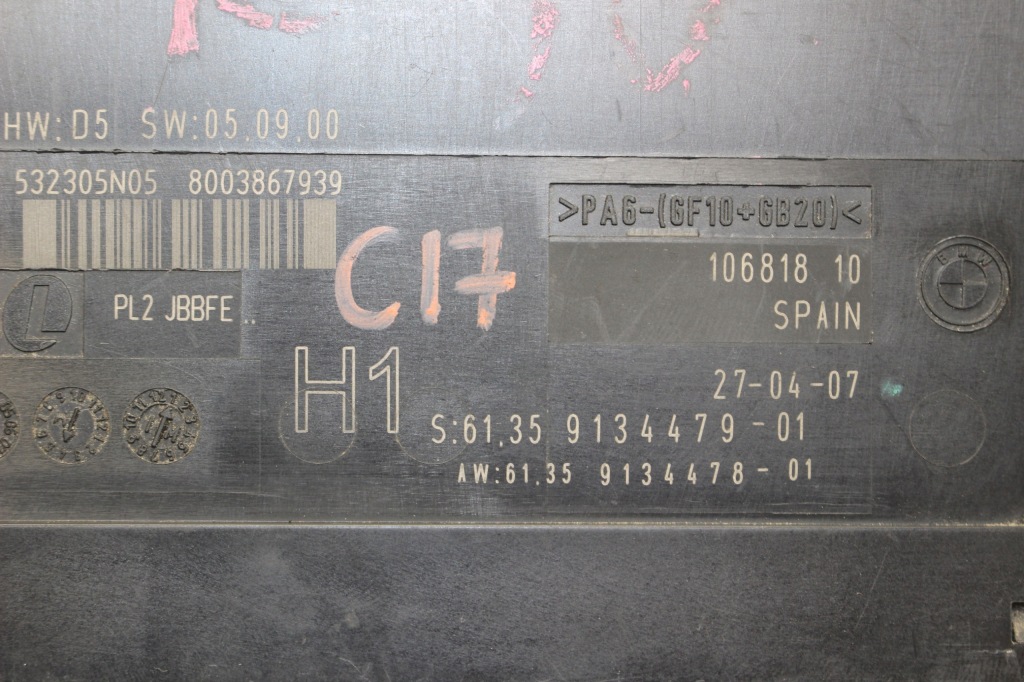 HW:D5 SW:05.09.00
532305N05 8003867939
>PA6-(GF10+GB20)<
C17
106818 10
BMW
SPAIN
L
PL2 JBBFE..
H1
27-04-07
S:61.35 9134479-01
AW:61.35 9134478-01